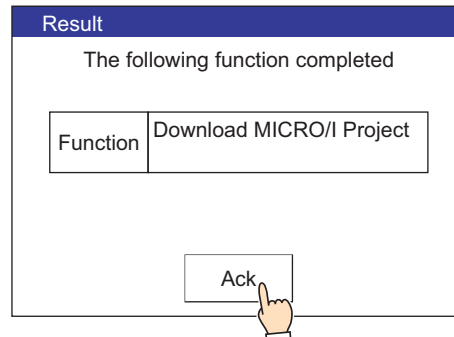 Result
The following function completed
Function
Download MICRO/I Project
Ack